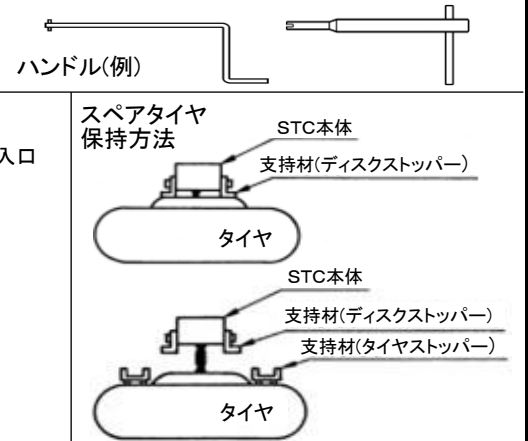 ハンドル(例)
入口
スペアタイヤ
保持方法
STC本体
支持材(ディスクストッパー)
タイヤ
STC本体
支持材(ディスクストッパー)
支持材(タイヤストッパー)
タイヤ